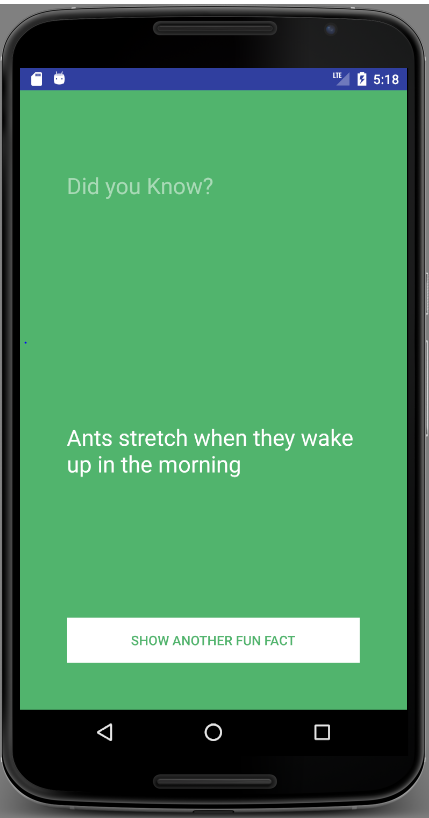 LTE 5:18
Did you Know?
Ants stretch when they wake
up in the morning
SHOW ANOTHER FUN FACT